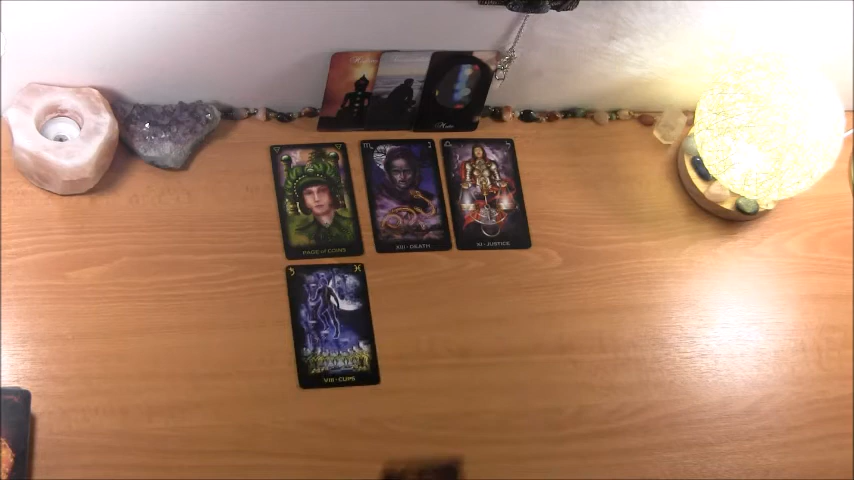 PAGE OF COINS
XIII · DEATH
XI · JUSTICE
VIII · CUPS